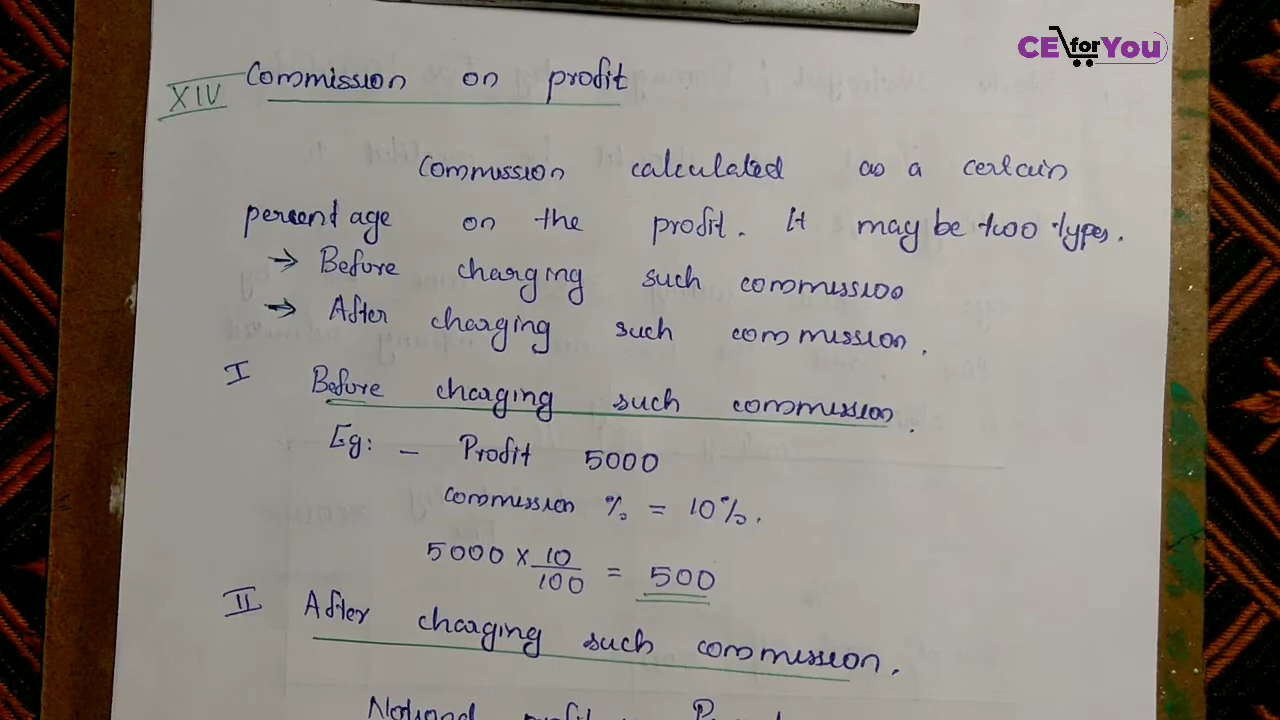 CE for You
XIV Commission on profit
Commission calculated as a certain
percentage on the profit. It may be two types.
→ Before charging such commission
→ After charging such commission.
I Before charging such commission.
Eg: - Profit 5000
commission % = 10%.
5000 × 10/100 = 500
II After charging such commission.
profit